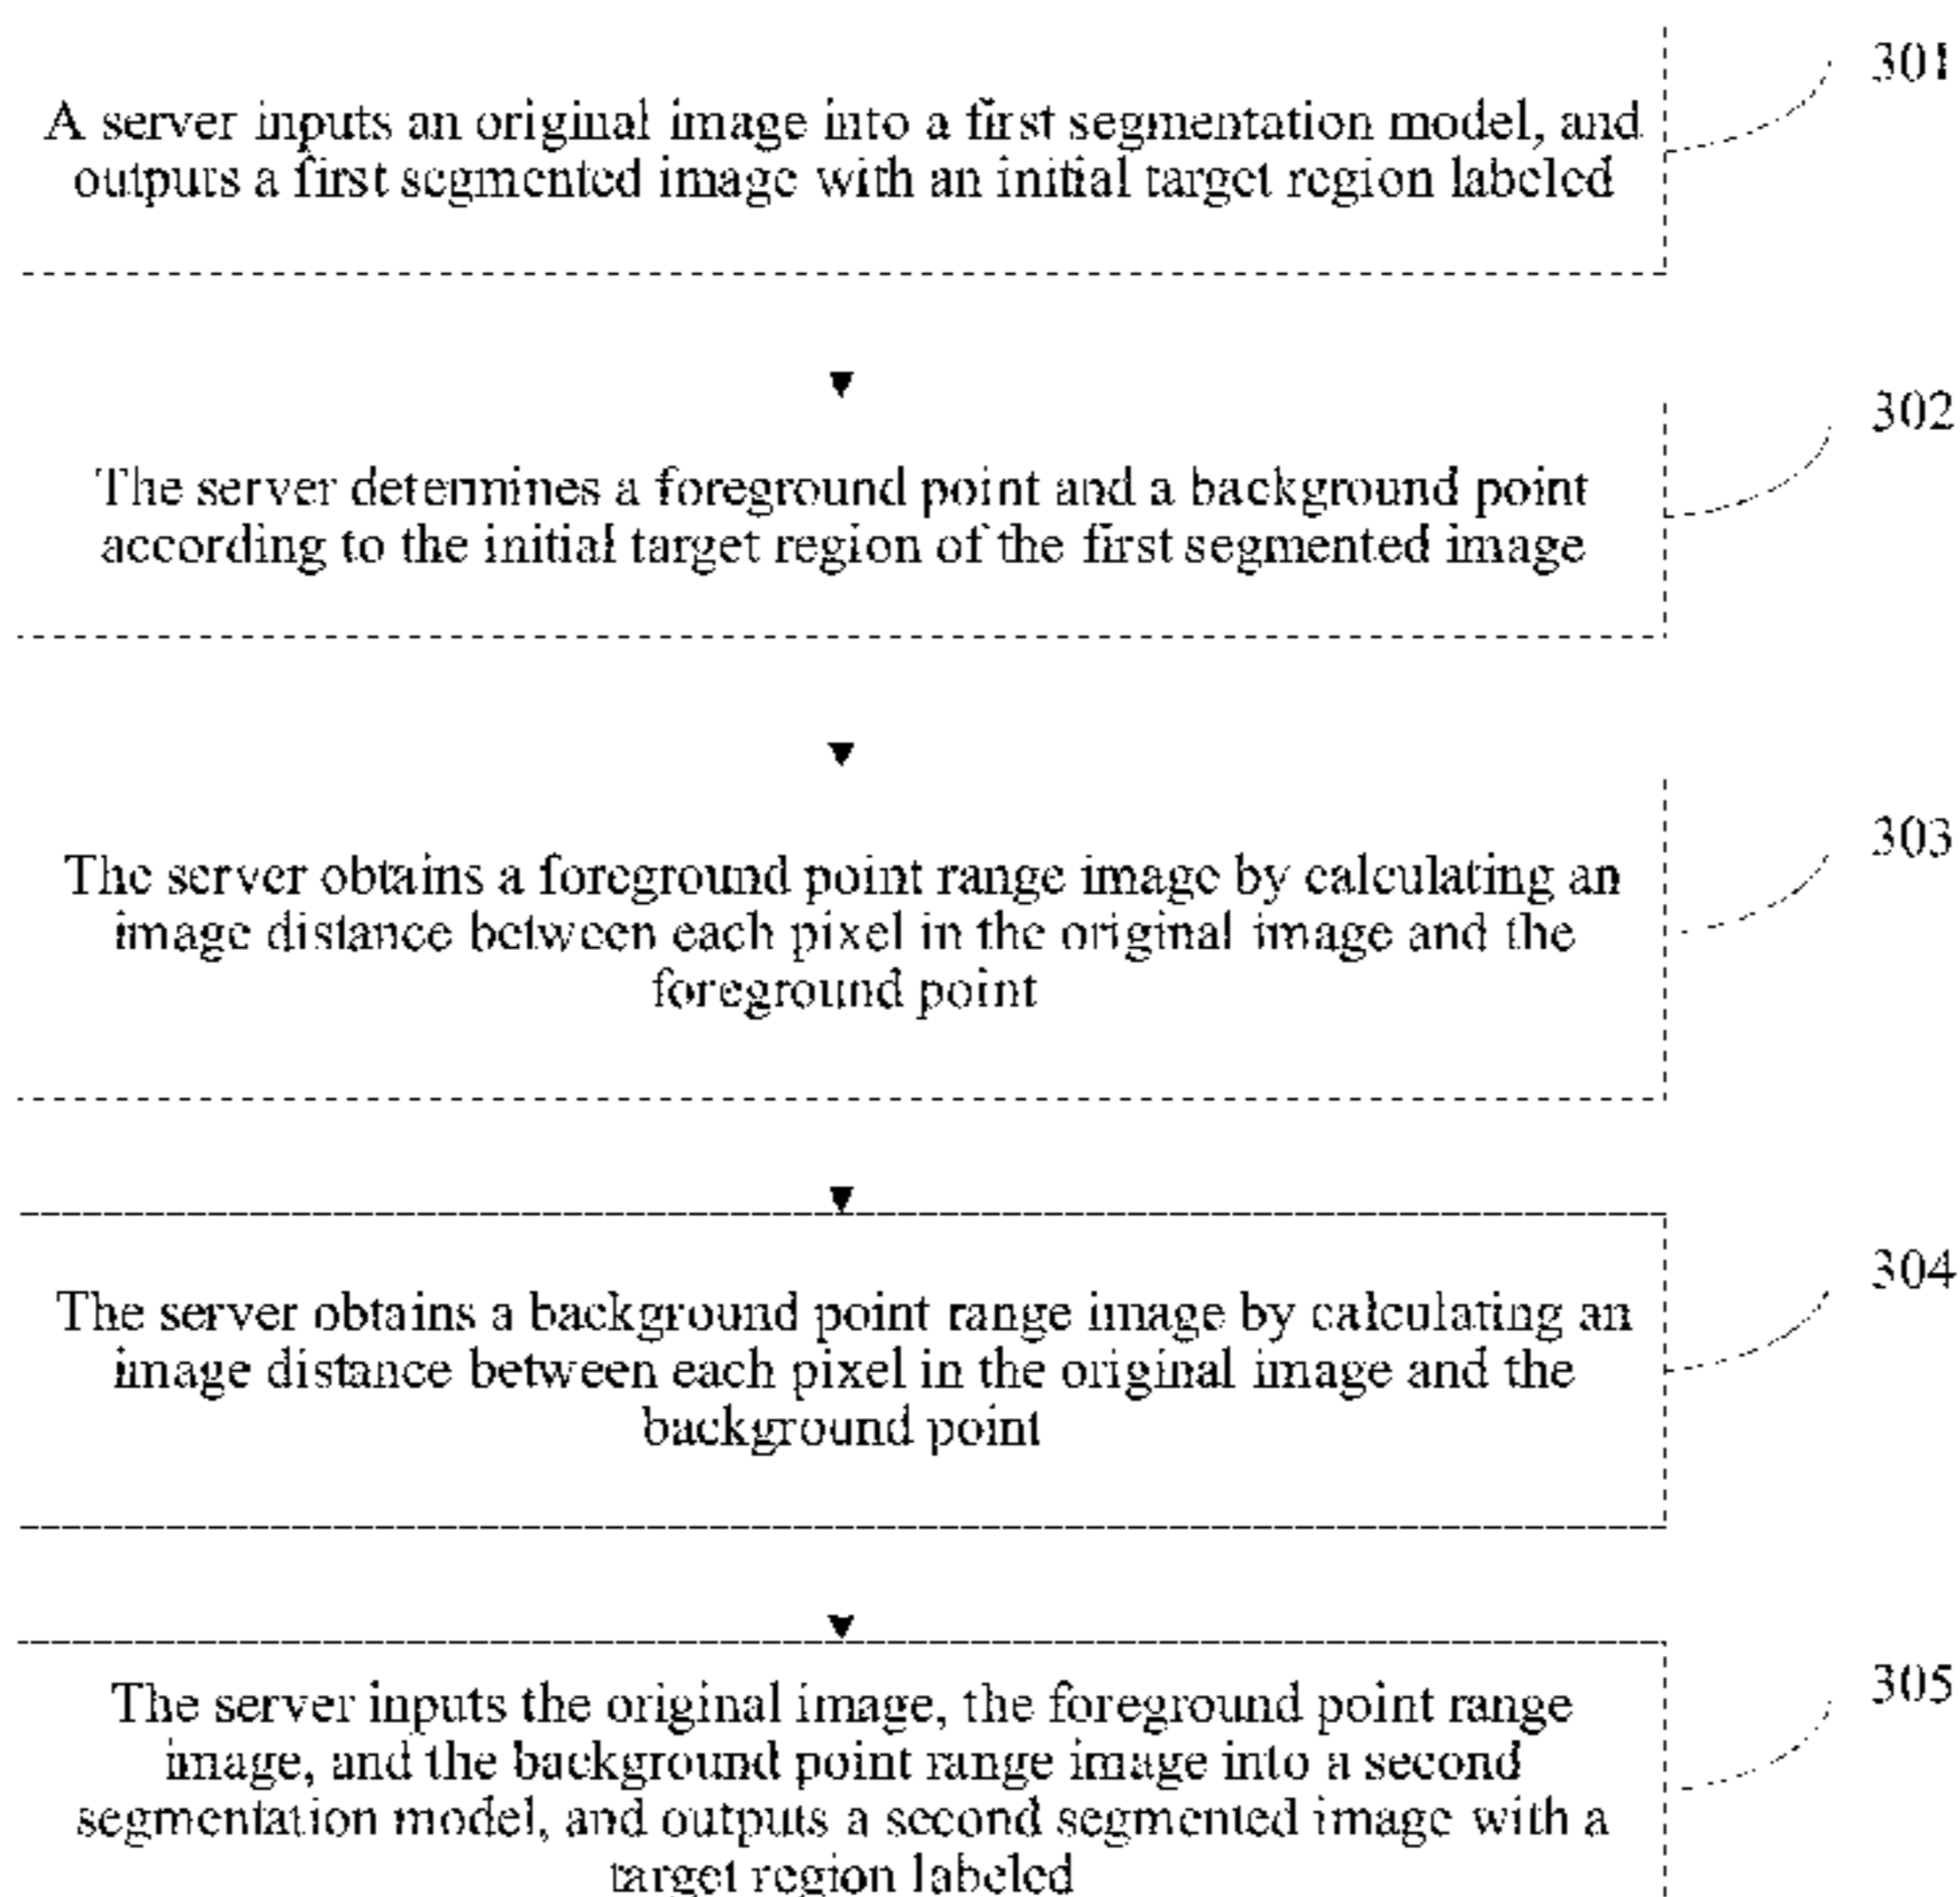 301
A server inputs an original image into a first segmentation model, and
outputs a first segmented image with an initial target region labeled
302
The server determines a foreground point and a background point
according to the initial target region of the first segmented image
303
The server obtains a foreground point range image by calculating an
image distance between each pixel in the original image and the
foreground point
304
The server obtains a background point range image by calculating an
image distance between each pixel in the original image and the
background point
305
The server inputs the original image, the foreground point range
image, and the background point range image into a second
segmentation model, and outputs a second segmented image with a
target region labeled